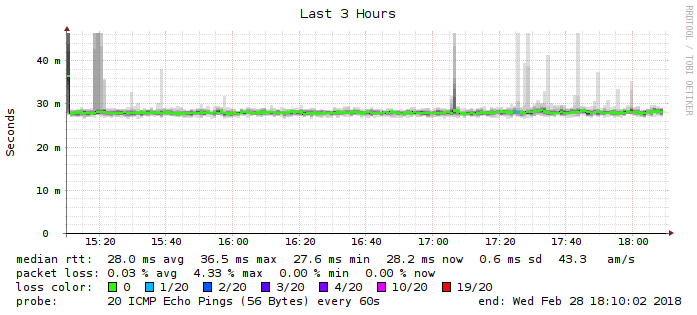 Last 3 Hours
RRDTOOL / TOBI OETIKER
Seconds
40 m
30 m
20 m
10 m
0
15:20 15:40 16:00 16:20 16:40 17:00 17:20 17:40 18:00
median rtt: 28.0 ms avg 36.5 ms max 27.6 ms min 28.2 ms now 0.6 ms sd 43.3 am/s
packet loss: 0.03 % avg 4.33 % max 0.00 % min 0.00 % now
loss color: 0 1/20 2/20 3/20 4/20 10/20 19/20
probe: 20 ICMP Echo Pings (56 Bytes) every 60s end: Wed Feb 28 18:10:02 2018